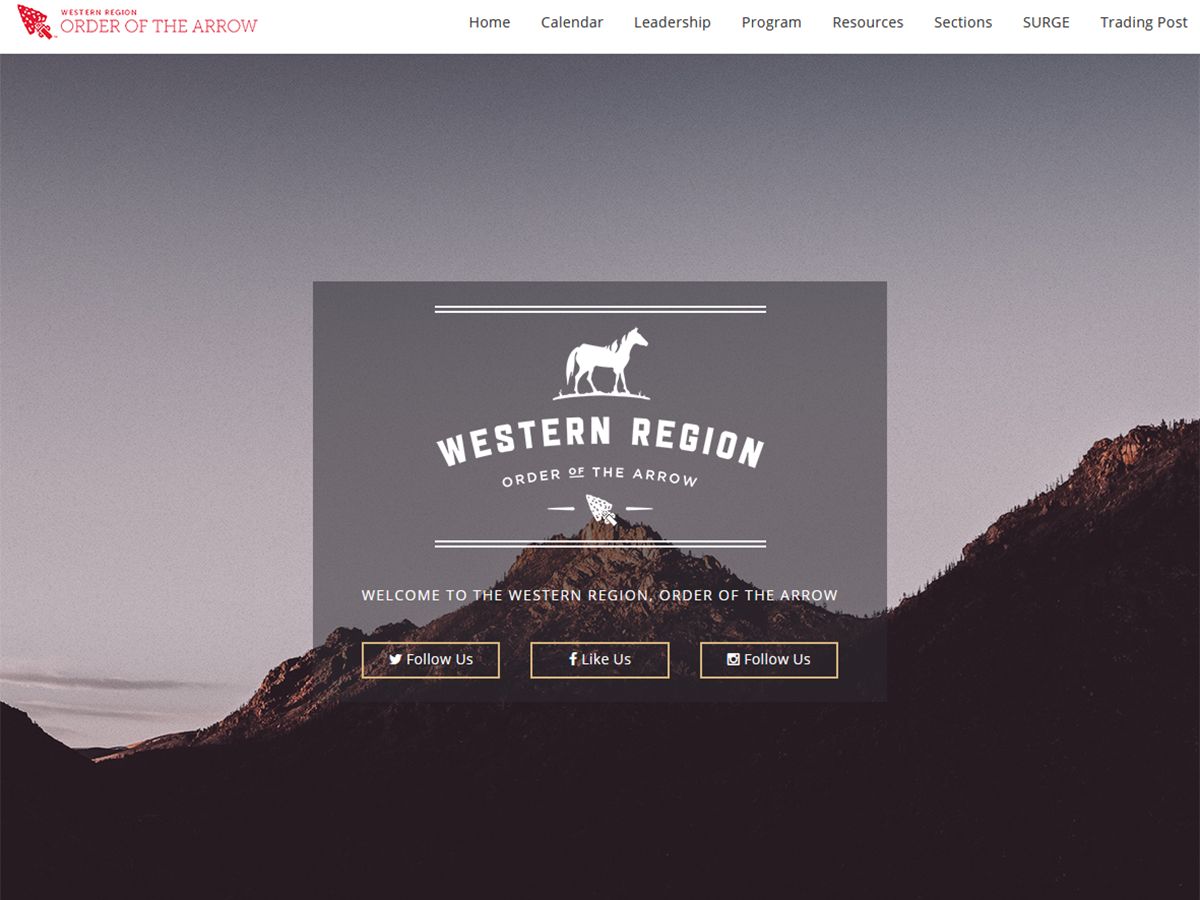 WESTERN REGION
ORDER OF THE ARROW
Home Calendar Leadership Program Resources Sections SURGE Trading Post
WESTERN REGION
ORDER OF THE ARROW
WELCOME TO THE WESTERN REGION, ORDER OF THE ARROW
Follow Us Like Us Follow Us